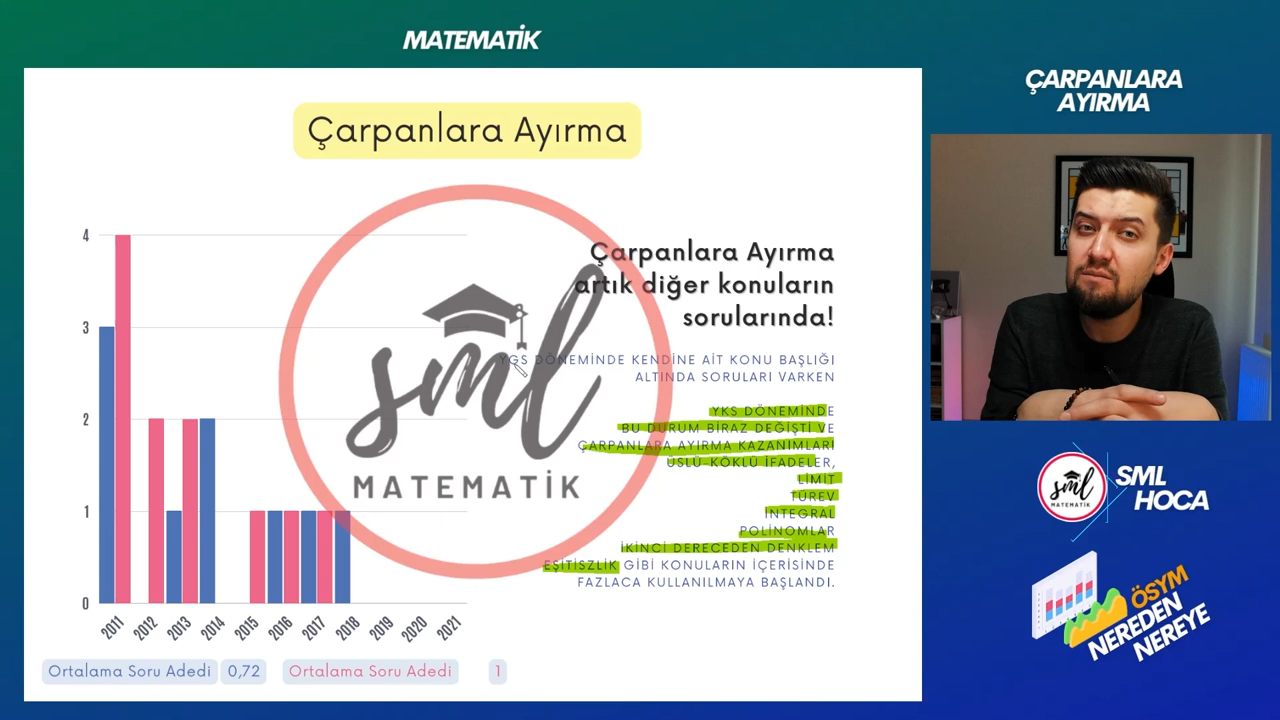 MATEMATİK
Çarpanlara Ayırma
4
3
2
1
0
2011
2012
2013
2014
2015
2016
2017
2018
2019
2020
2021
Ortalama Soru Adedi 0,72
Ortalama Soru Adedi 1
sml
MATEMATİK
Çarpanlara Ayırma
artık diğer konuların
sorularında!
YGS DÖNEMİNDE KENDİNE AİT KONU BAŞLIĞI
ALTINDA SORULARI VARKEN
YKS DÖNEMİNDE
BU DURUM BİRAZ DEĞİŞTİ VE
ÇARPANLARA AYIRMA KAZANIMLARI
ÜSLÜ-KÖKLÜ İFADELER,
LİMİT
TÜREV
İNTEGRAL
POLİNOMLAR
İKİNCİ DERECEDEN DENKLEM
EŞİTİSZLİK GİBİ KONULARIN İÇERİSİNDE
FAZLACA KULLANILMAYA BAŞLANDI.
ÇARPANLARA
AYIRMA
sml
MATEMATİK
SML
HOCA
ÖSYM
NEREDEN
NEREYE